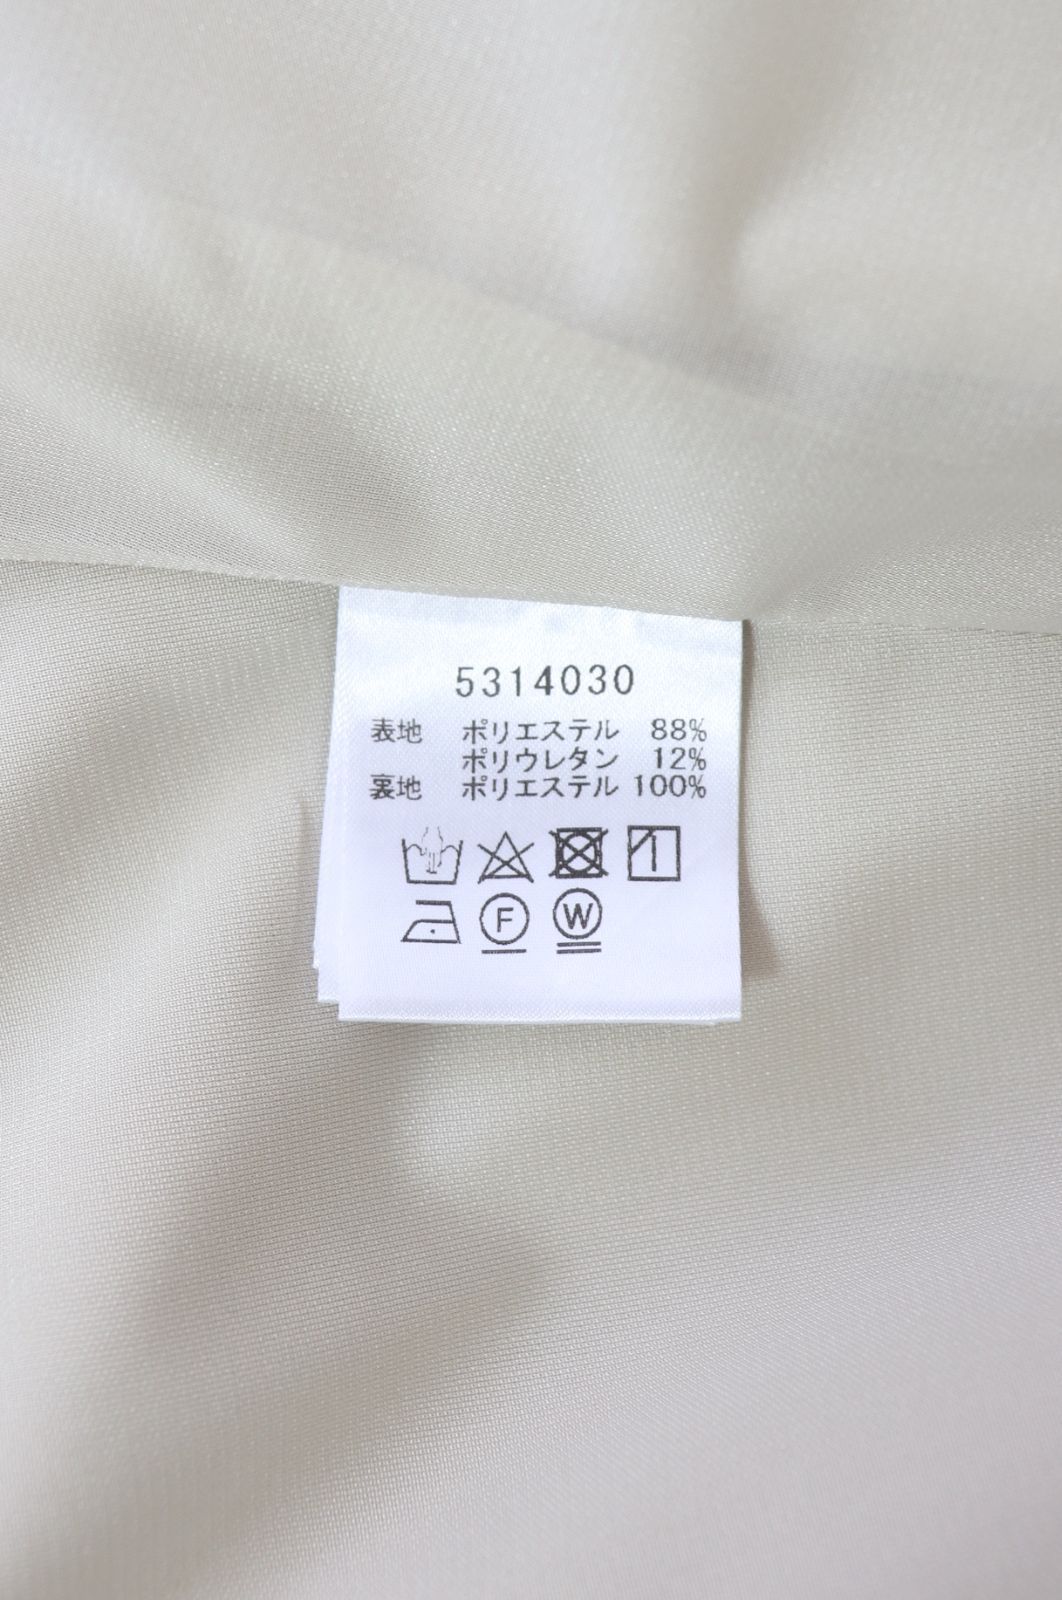 5314030
表地 ポリエステル 88%
ポリウレタン 12%
裏地 ポリエステル 100%
F W